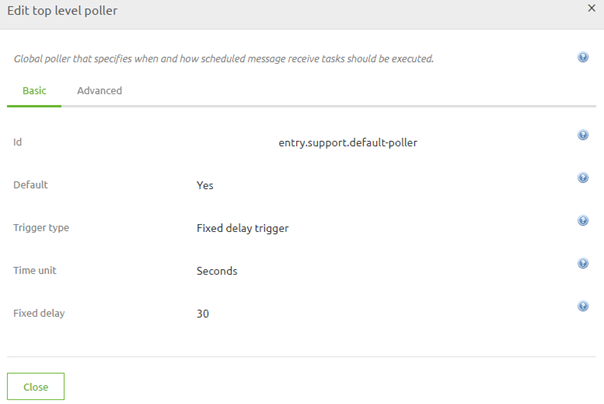 Edit top level poller
Global poller that specifies when and how scheduled message receive tasks should be executed.
Basic Advanced
Id entry.support.default-poller
Default Yes
Trigger type Fixed delay trigger
Time unit Seconds
Fixed delay 30
Close